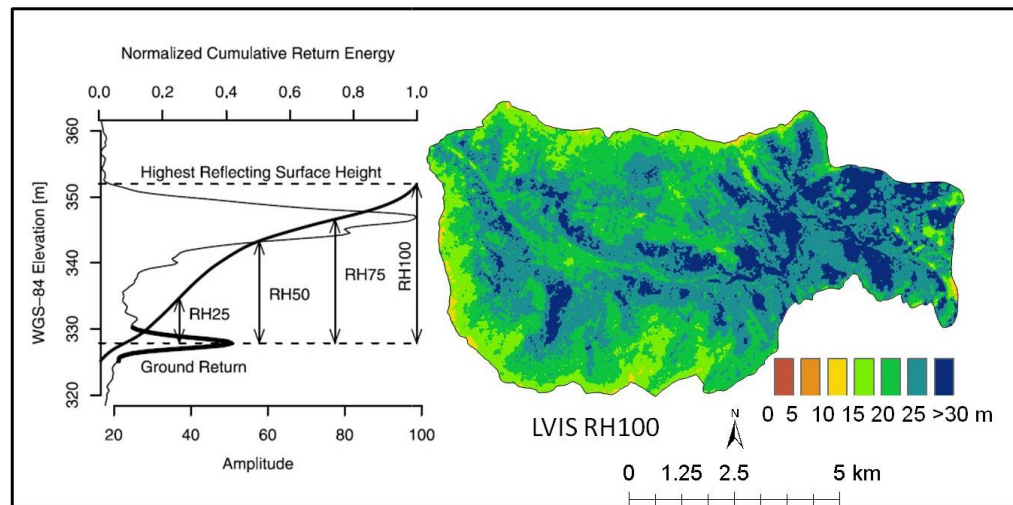 Normalized Cumulative Return Energy
0.0 0.2 0.4 0.6 0.8 1.0
WGS–84 Elevation [m]
360
350
340
330
320
Highest Reflecting Surface Height
RH100
RH75
RH50
RH25
Ground Return
20 40 60 80 100
Amplitude
0 5 10 15 20 25 >30 m
LVIS RH100
N
0 1.25 2.5 5 km